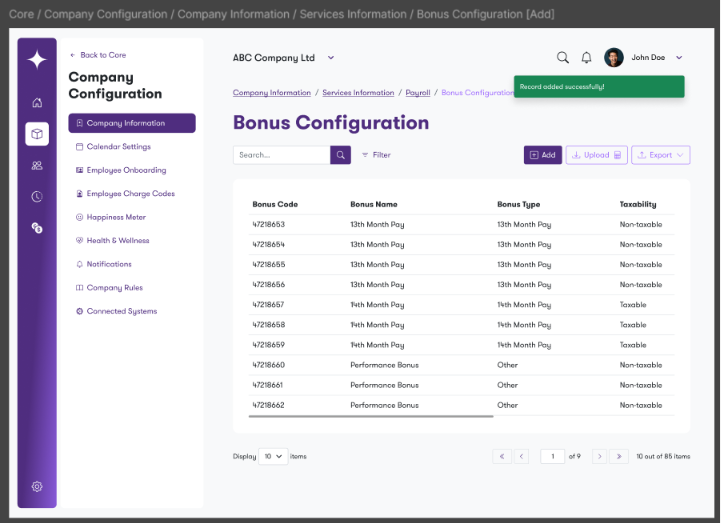 Core / Company Configuration / Company Information / Services Information / Bonus Configuration [Add]
Back to Core
Company
Configuration
Company Information
Calendar Settings
Employee Onboarding
Employee Charge Codes
Happiness Meter
Health & Wellness
Notifications
Company Rules
Connected Systems
ABC Company Ltd
John Doe
Record added successfully!
Company Information / Services Information / Payroll / Bonus Configuration
Bonus Configuration
Search... Filter Add Upload Export
Bonus Code Bonus Name Bonus Type Taxability
47218653 13th Month Pay 13th Month Pay Non-taxable
47218654 13th Month Pay 13th Month Pay Non-taxable
47218655 13th Month Pay 13th Month Pay Non-taxable
47218656 13th Month Pay 13th Month Pay Non-taxable
47218657 14th Month Pay 14th Month Pay Taxable
47218658 14th Month Pay 14th Month Pay Taxable
47218659 14th Month Pay 14th Month Pay Taxable
47218660 Performance Bonus Other Non-taxable
47218661 Performance Bonus Other Non-taxable
47218662 Performance Bonus Other Non-taxable
Display 10 items 1 of 9 10 out of 85 items